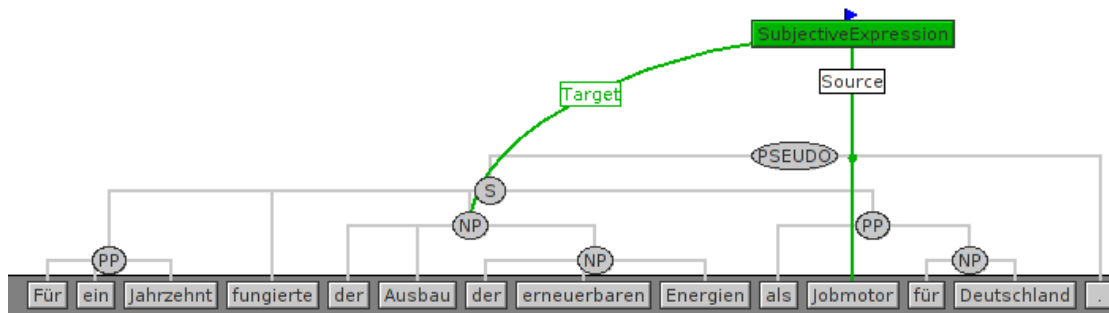 SubjectiveExpression
Source
Target
PSEUDO
S
NP
PP
PP
NP
NP
Für ein Jahrzehnt fungierte der Ausbau der erneuerbaren Energien als Jobmotor für Deutschland .